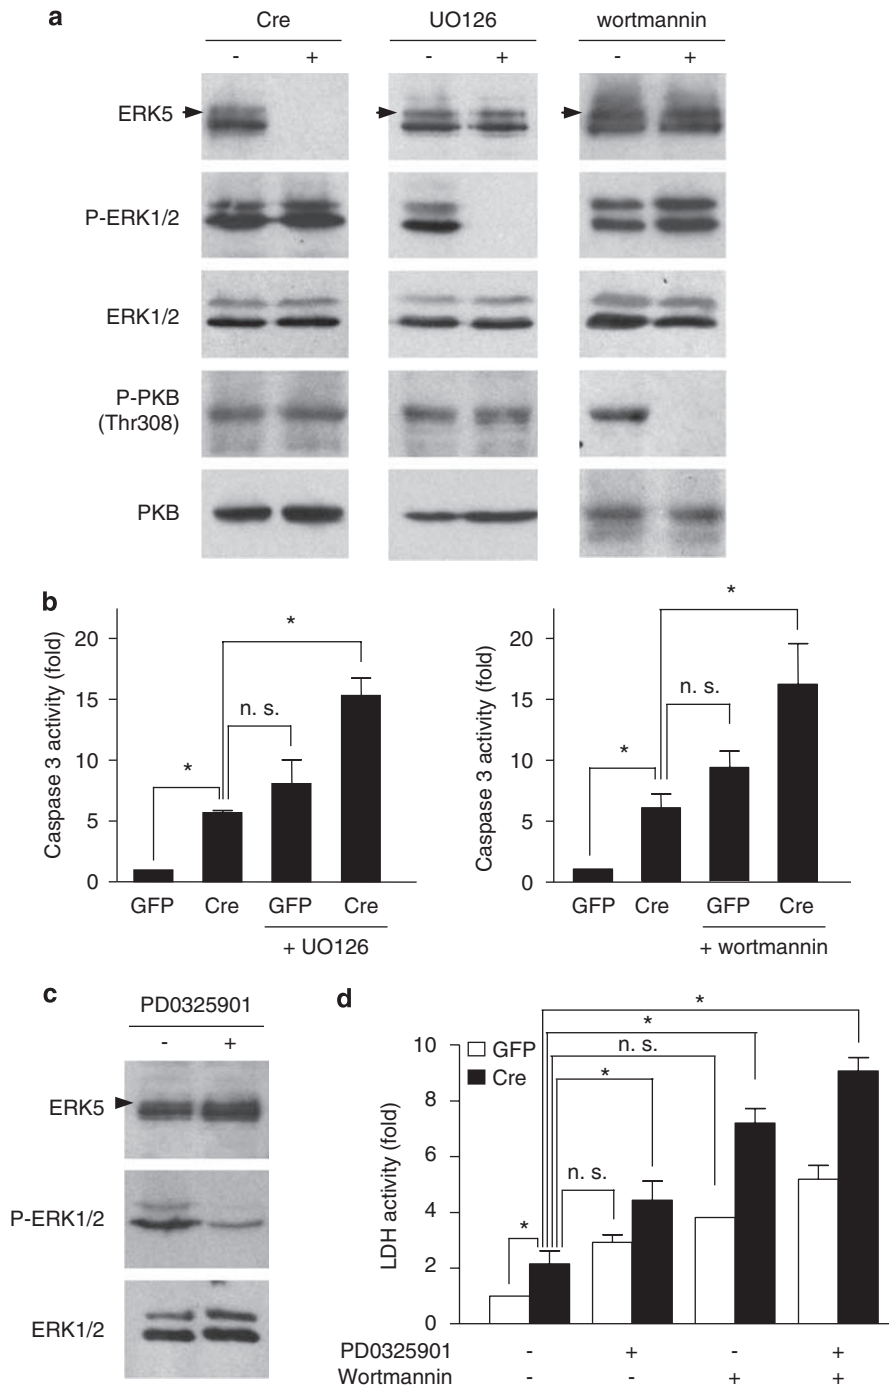 a
Cre UO126 wortmannin
- + - + - +
ERK5
P-ERK1/2
ERK1/2
P-PKB
(Thr308)
PKB
b
Caspase 3 activity (fold)
20
15
10
5
0
*
*
n. s.
GFP Cre GFP Cre
+ UO126
Caspase 3 activity (fold)
20
15
10
5
0
*
*
n. s.
GFP Cre GFP Cre
+ wortmannin
c
PD0325901
- +
ERK5
P-ERK1/2
ERK1/2
d
LDH activity (fold)
10
8
6
4
2
0
GFP
Cre
*
*
n. s.
*
n. s.
*
PD0325901 - + - +
Wortmannin - - + +